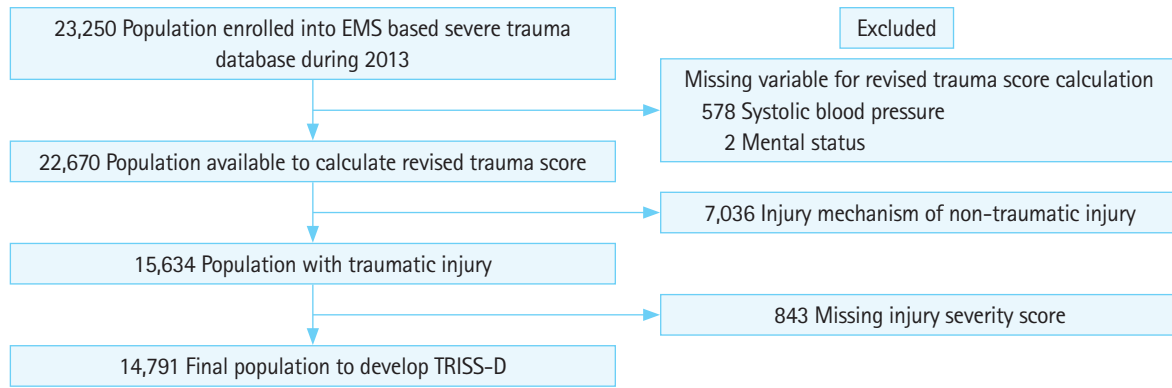 23,250 Population enrolled into EMS based severe trauma
database during 2013
Excluded
Missing variable for revised trauma score calculation
578 Systolic blood pressure
2 Mental status
22,670 Population available to calculate revised trauma score
7,036 Injury mechanism of non-traumatic injury
15,634 Population with traumatic injury
843 Missing injury severity score
14,791 Final population to develop TRISS-D